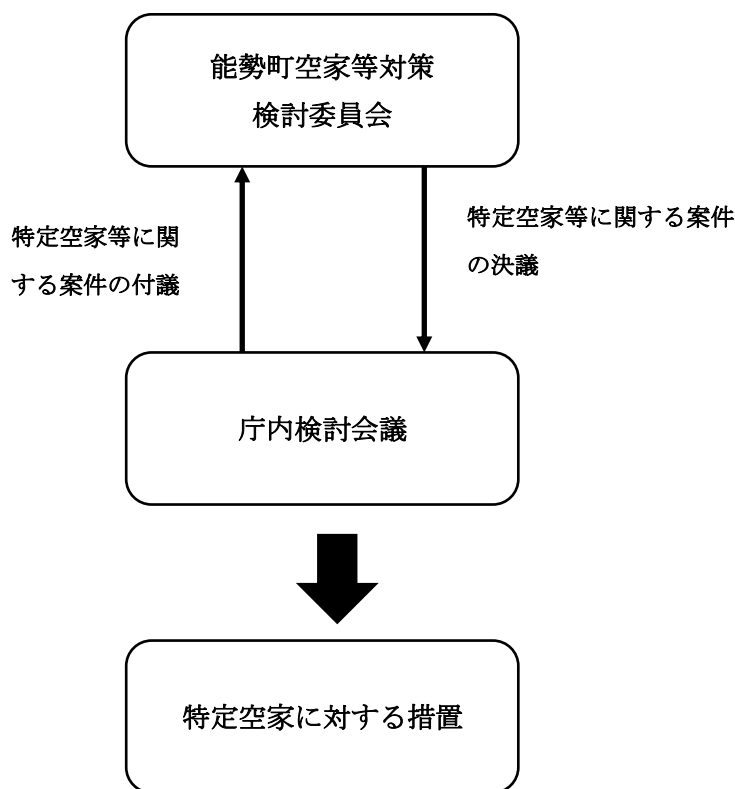 能勢町空家等対策
検討委員会
特定空家等に関
する案件の付議
特定空家等に関する案件
の決議
庁内検討会議
特定空家に対する措置